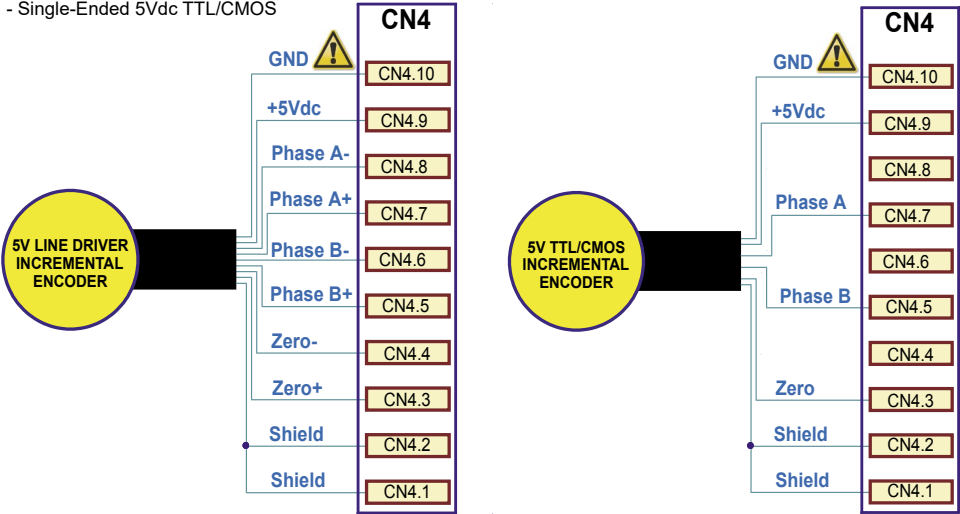 - Single-Ended 5Vdc TTL/CMOS
CN4
GND
CN4.10
+5Vdc
CN4.9
Phase A-
CN4.8
Phase A+
CN4.7
Phase B-
CN4.6
Phase B+
CN4.5
Zero-
CN4.4
Zero+
CN4.3
Shield
CN4.2
Shield
CN4.1
5V LINE DRIVER
INCREMENTAL
ENCODER
CN4
GND
CN4.10
+5Vdc
CN4.9
CN4.8
Phase A
CN4.7
CN4.6
Phase B
CN4.5
CN4.4
Zero
CN4.3
Shield
CN4.2
Shield
CN4.1
5V TTL/CMOS
INCREMENTAL
ENCODER